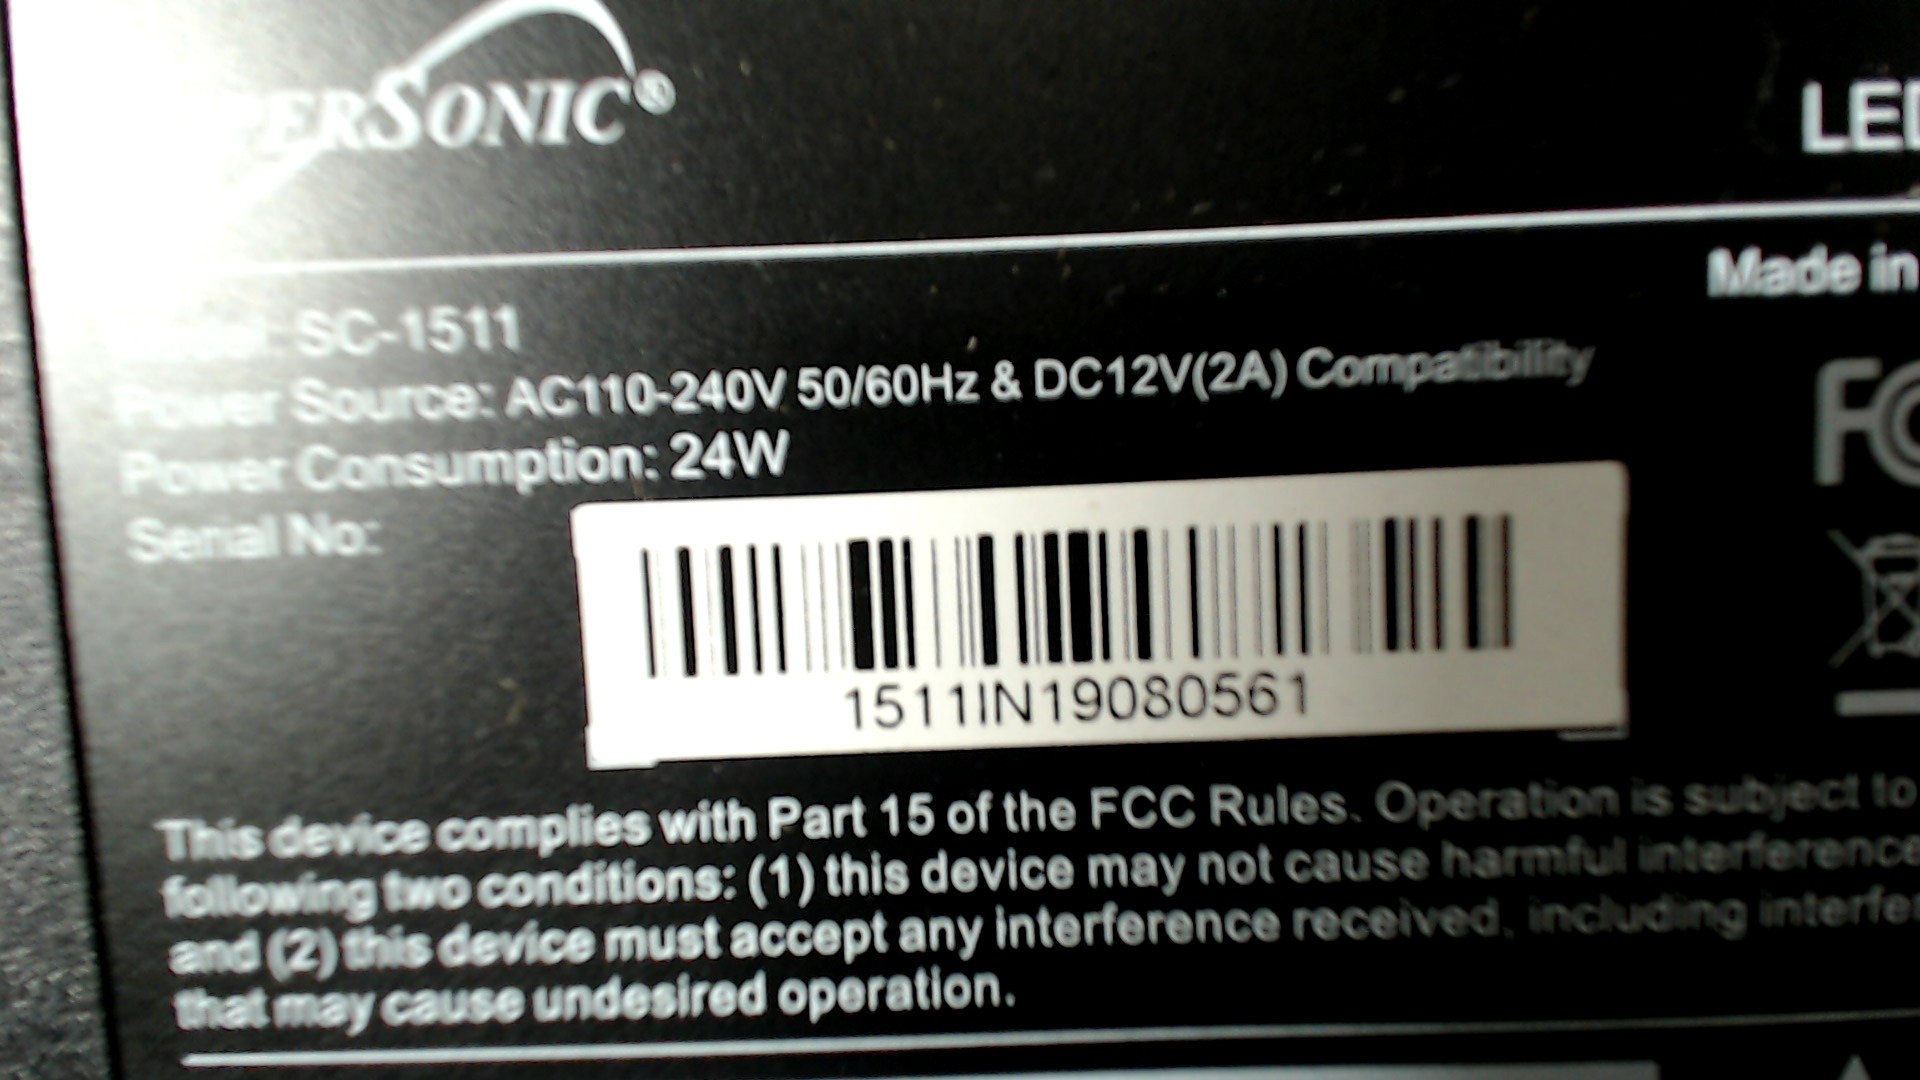 ERSONIC®
LED
Made in
SC-1511
Power Source: AC110-240V 50/60Hz & DC12V(2A) Compatibility
Power Consumption: 24W
FC
Serial No:
1511IN19080561
This device complies with Part 15 of the FCC Rules. Operation is subject to
following two conditions: (1) this device may not cause harmful interference
and (2) this device must accept any interference received, including interfe
that may cause undesired operation.